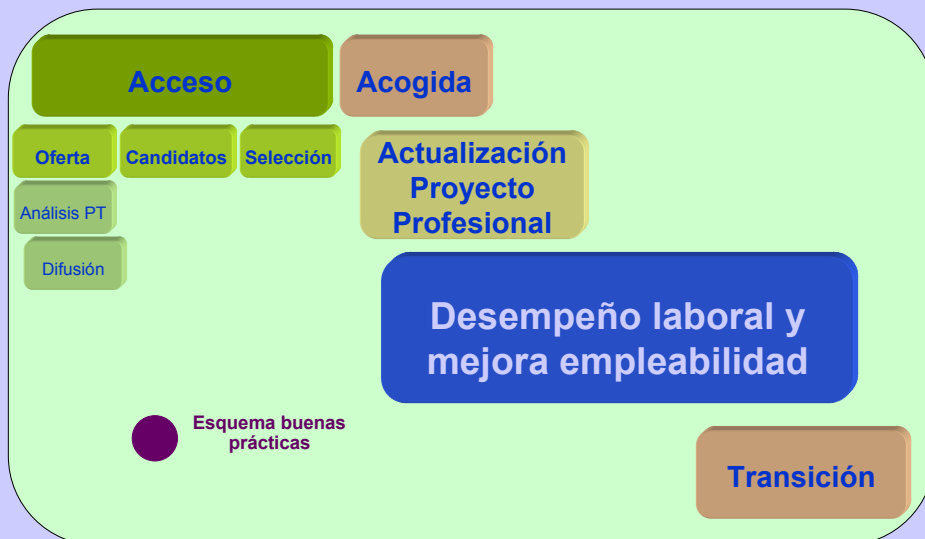 Acceso
Acogida
Oferta
Candidatos
Selección
Análisis PT
Difusión
Actualización
Proyecto
Profesional
Desempeño laboral y
mejora empleabilidad
Esquema buenas
prácticas
Transición